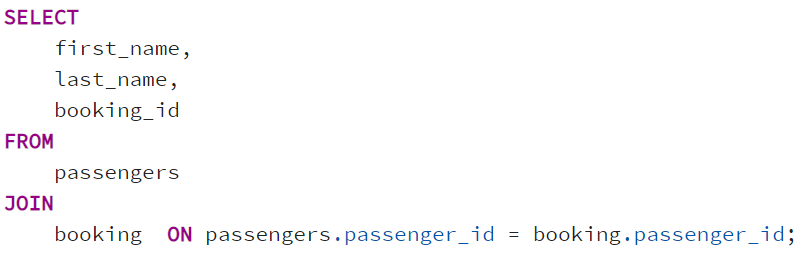 SELECT
    first_name,
    last_name,
    booking_id
FROM
    passengers
JOIN
    booking  ON passengers.passenger_id = booking.passenger_id;